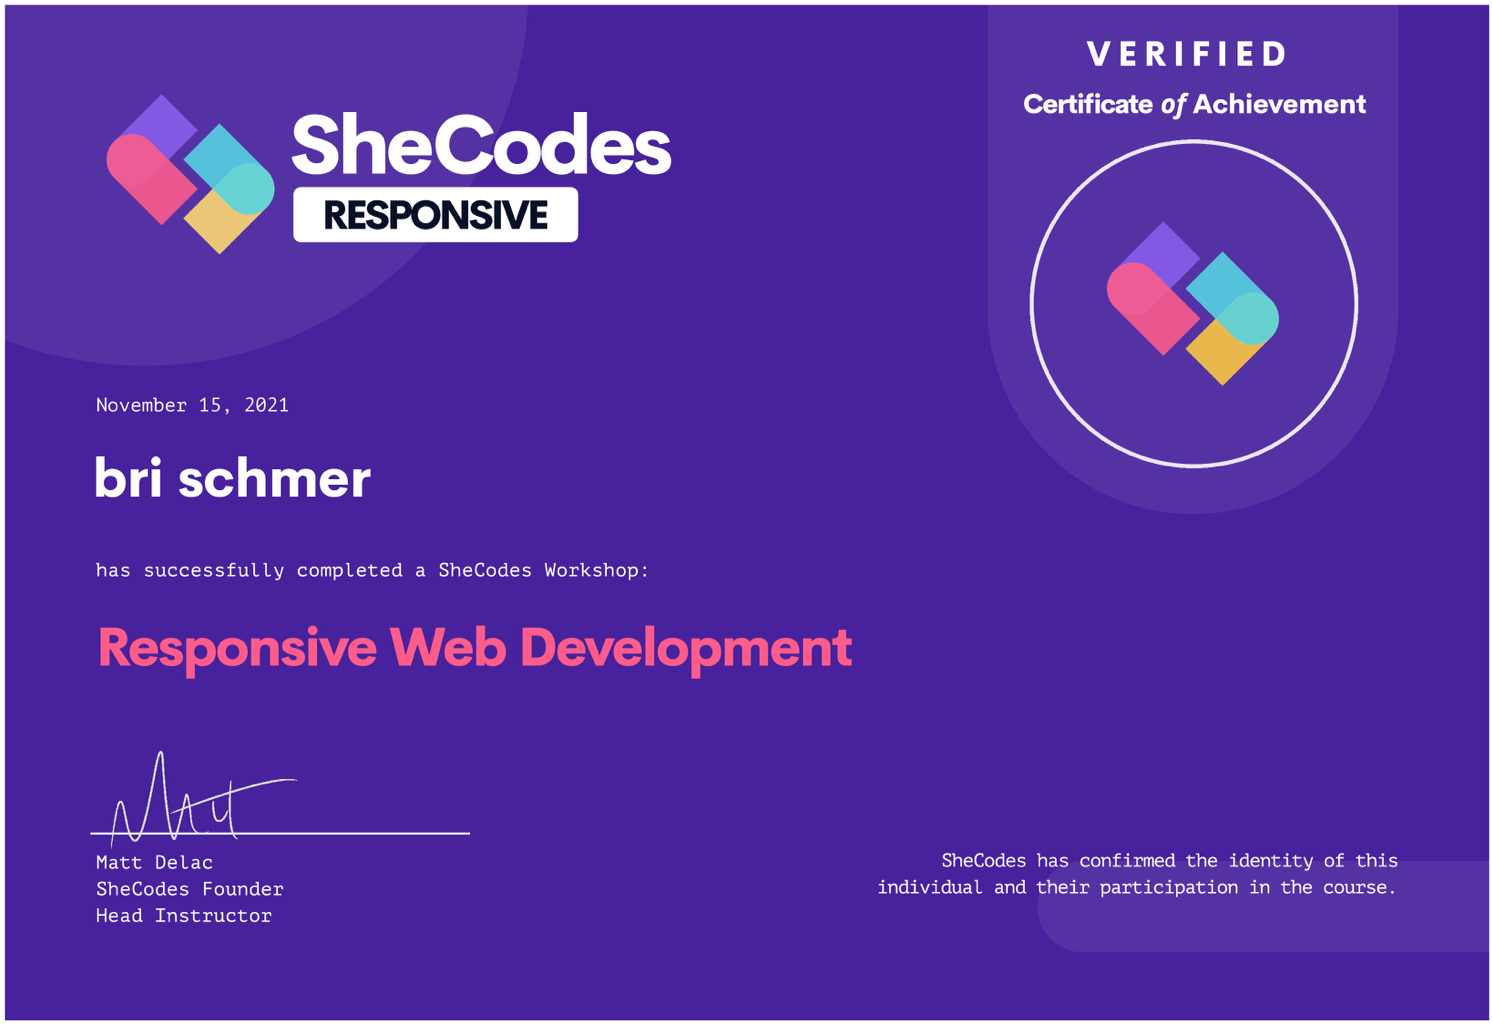 SheCodes
RESPONSIVE
VERIFIED
Certificate of Achievement
November 15, 2021
bri schmer
has successfully completed a SheCodes Workshop:
Responsive Web Development
Matt
Matt Delac
SheCodes Founder
Head Instructor
SheCodes has confirmed the identity of this
individual and their participation in the course.